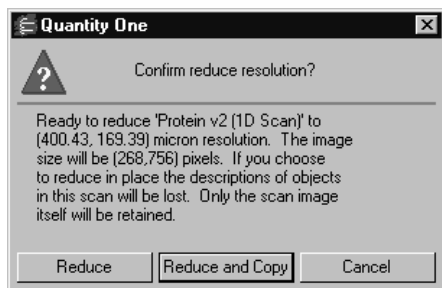 Quantity One
Confirm reduce resolution?
Ready to reduce 'Protein v2 (1D Scan)' to
(400.43, 169.39) micron resolution. The image
size will be (268,756) pixels. If you choose
to reduce in place the descriptions of objects
in this scan will be lost. Only the scan image
itself will be retained.
Reduce
Reduce and Copy
Cancel